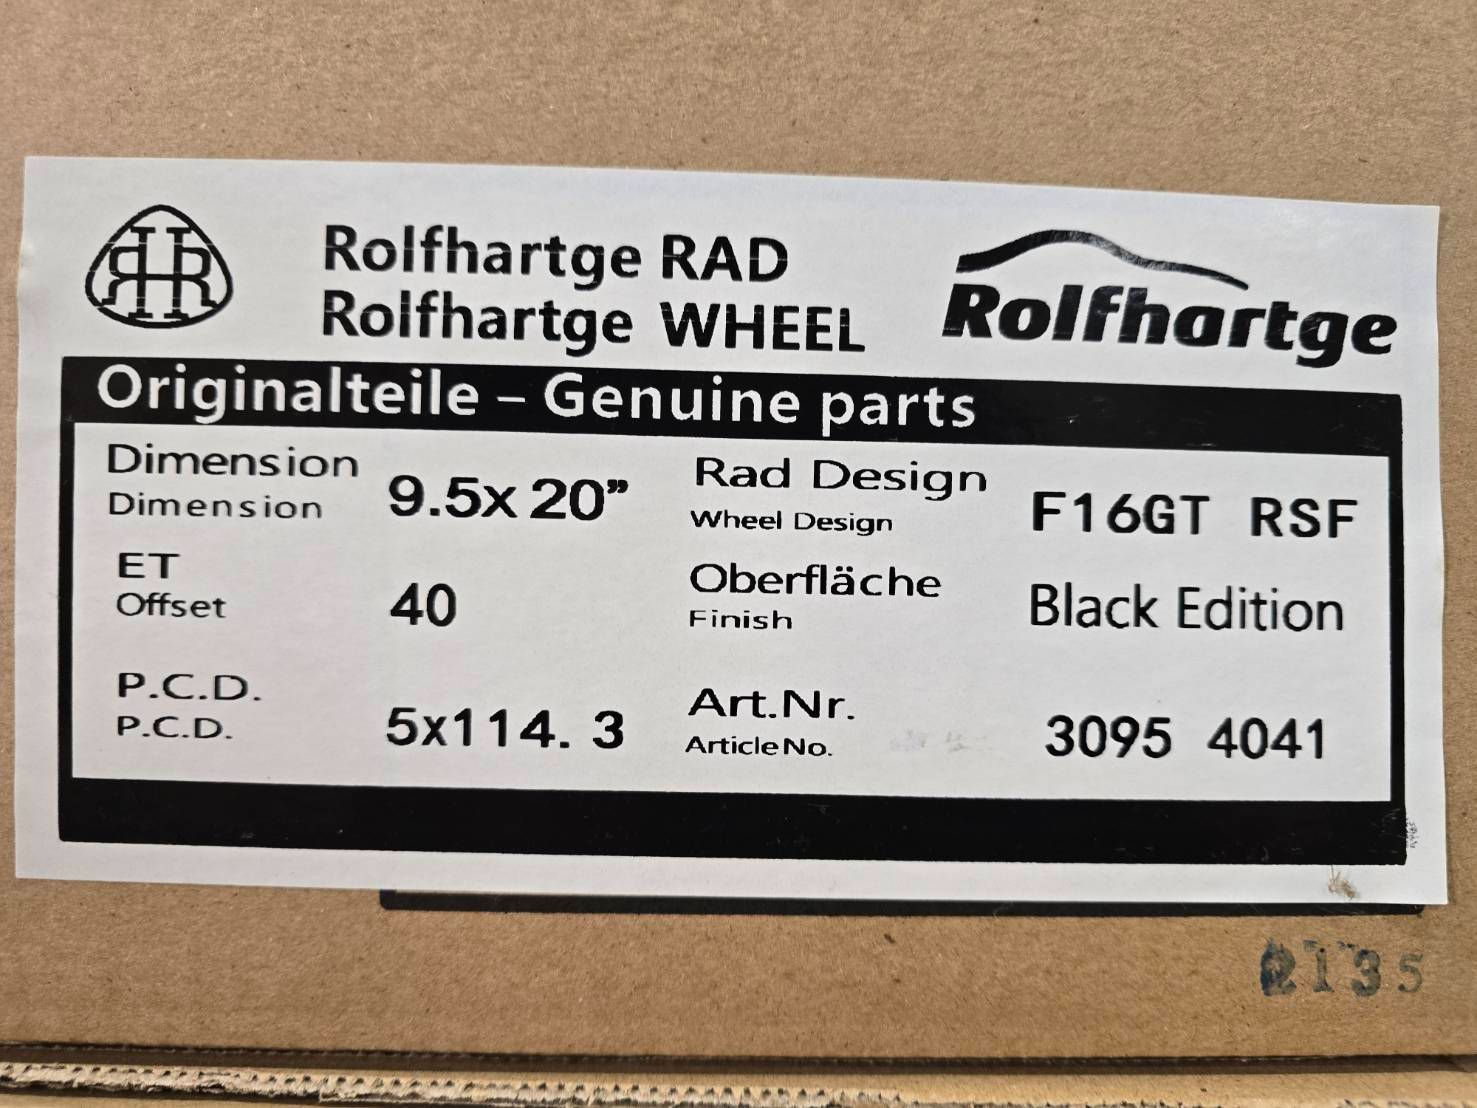 Rolfhartge RAD
Rolfhartge WHEEL
Rolfhartge
Originalteile – Genuine parts
Dimension
Dimension
9.5x 20”
Rad Design
Wheel Design
F16GT RSF
ET
Offset
40
Oberfläche
Finish
Black Edition
P.C.D.
P.C.D.
5x114. 3
Art.Nr.
Article No.
3095 4041
2135